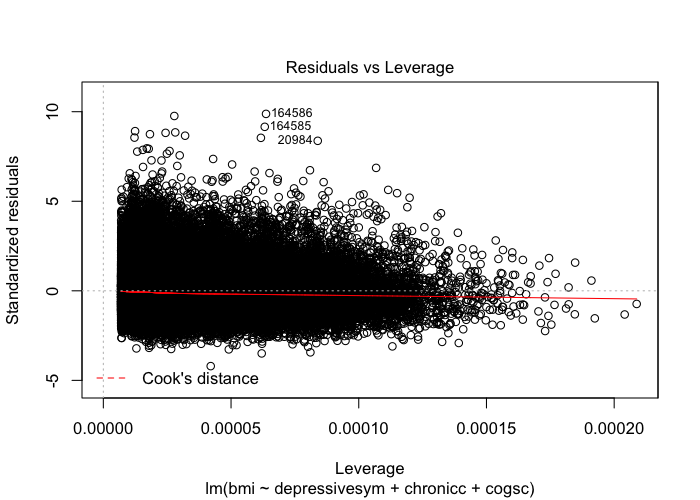 Residuals vs Leverage
Standardized residuals
10
5
0
-5
164586
164585
20984
Cook's distance
0.00000 0.00005 0.00010 0.00015 0.00020
Leverage
lm(bmi ~ depressivesym + chronicc + cogsc)